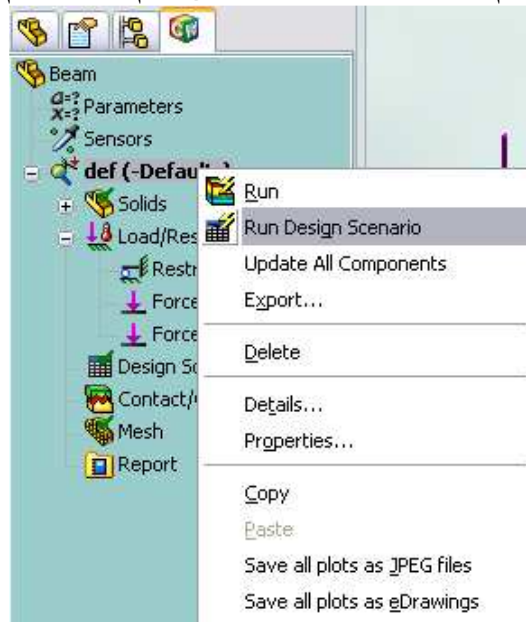 Beam
Parameters
Sensors
def (-Default-)
Solids
Load/Res
Restr
Force
Force
Design Sc
Contact/
Mesh
Report
Run
Run Design Scenario
Update All Components
Export...
Delete
Details...
Properties...
Copy
Paste
Save all plots as JPEG files
Save all plots as eDrawings